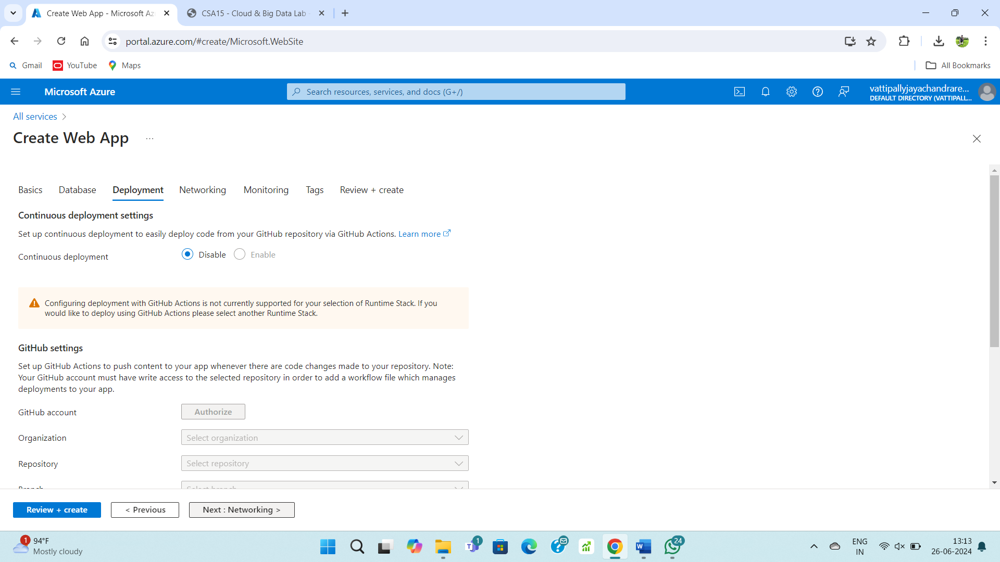 Create Web App - Microsoft Az
CSA15 - Cloud & Big Data Lab -
portal.azure.com/#create/Microsoft.WebSite
Gmail
YouTube
Maps
All Bookmarks
Microsoft Azure
Search resources, services, and docs (G+/)
vattipallyjayachandrare...
DEFAULT DIRECTORY (VATTIPALL...
All services
Create Web App
...
Basics
Database
Deployment
Networking
Monitoring
Tags
Review + create
Continuous deployment settings
Set up continuous deployment to easily deploy code from your GitHub repository via GitHub Actions. Learn more
Continuous deployment
Disable
Enable
Configuring deployment with GitHub Actions is not currently supported for your selection of Runtime Stack. If you
would like to deploy using GitHub Actions please select another Runtime Stack.
GitHub settings
Set up GitHub Actions to push content to your app whenever there are code changes made to your repository. Note:
Your GitHub account must have write access to the selected repository in order to add a workflow file which manages
deployments to your app.
GitHub account
Authorize
Organization
Select organization
Repository
Select repository
Branch
Select branch
Review + create
< Previous
Next : Networking >
1
94°F
Mostly cloudy
1
24
ENG
IN
13:13
26-06-2024